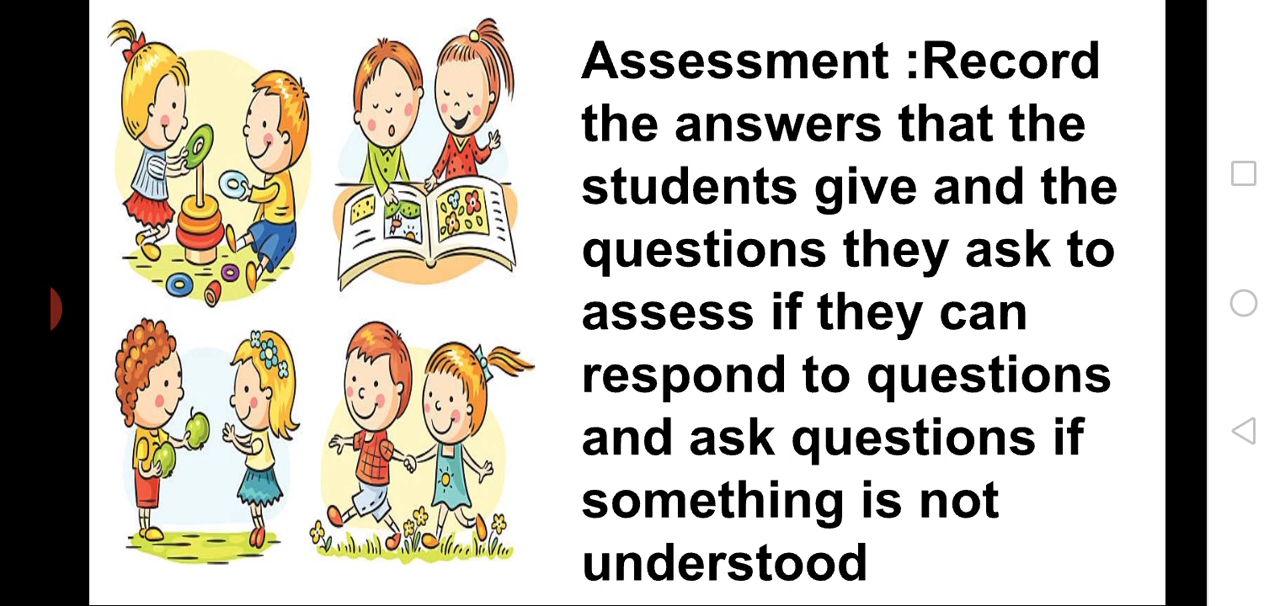 Assessment :Record
the answers that the
students give and the
questions they ask to
assess if they can
respond to questions
and ask questions if
something is not
understood